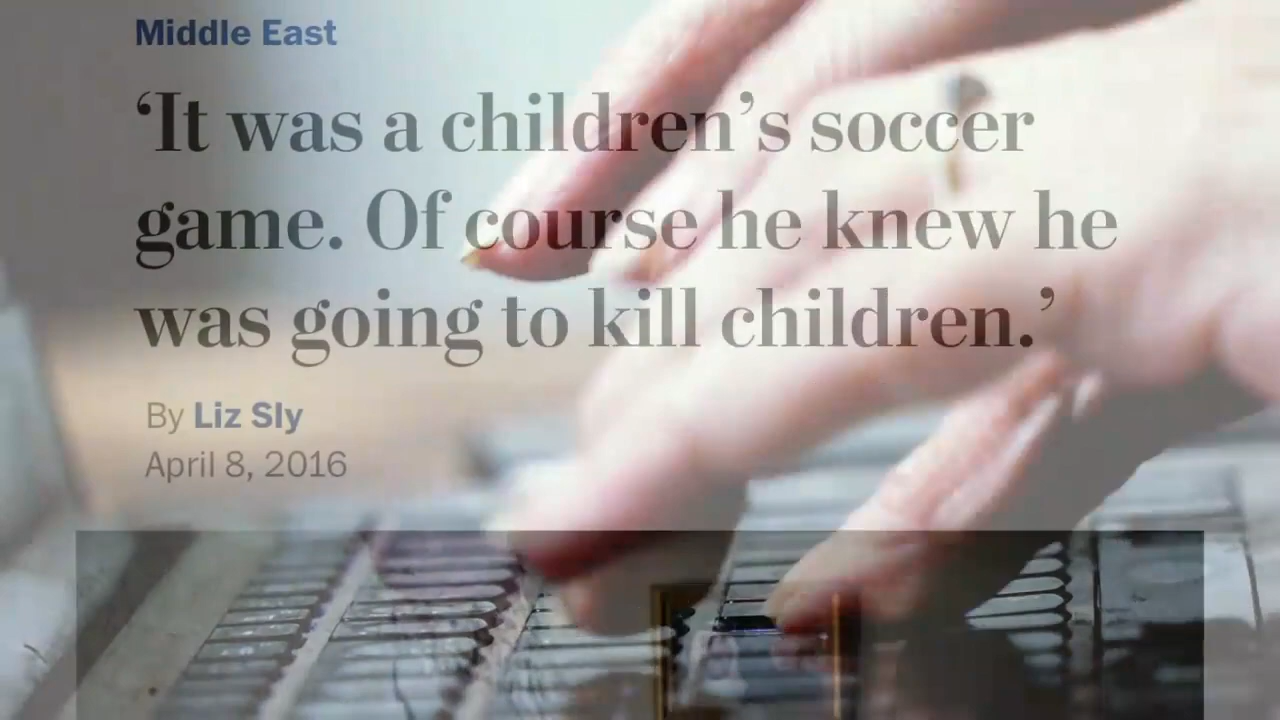 Middle East
‘It was a children’s soccer
game. Of course he knew he
was going to kill children.’
By Liz Sly
April 8, 2016